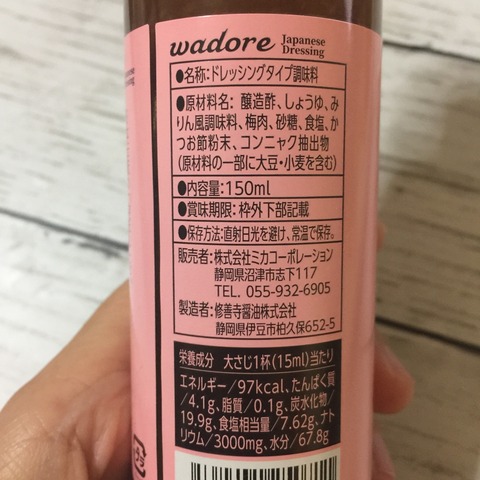 wadore Japanese
Dressing
●名称:ドレッシングタイプ調味料
●原材料名: 醸造酢、しょうゆ、み
りん風調味料、梅肉、砂糖、食塩、か
つお節粉末、コンニャク抽出物
(原材料の一部に大豆・小麦を含む)
●内容量:150ml
●賞味期限:枠外下部記載
●保存方法:直射日光を避け、常温で保存。
販売者:株式会社ミカコーポレーション
静岡県沼津市志下117
TEL. 055-932-6905
製造者:修善寺醤油株式会社
静岡県伊豆市柏久保652-5
栄養成分 大さじ1杯(15ml)当たり
エネルギー/97kcal、たんぱく質
/4.1g、脂質/0.1g、炭水化物/
19.9g、食塩相当量/7.62g、ナト
リウム/3000mg、水分/67.8g